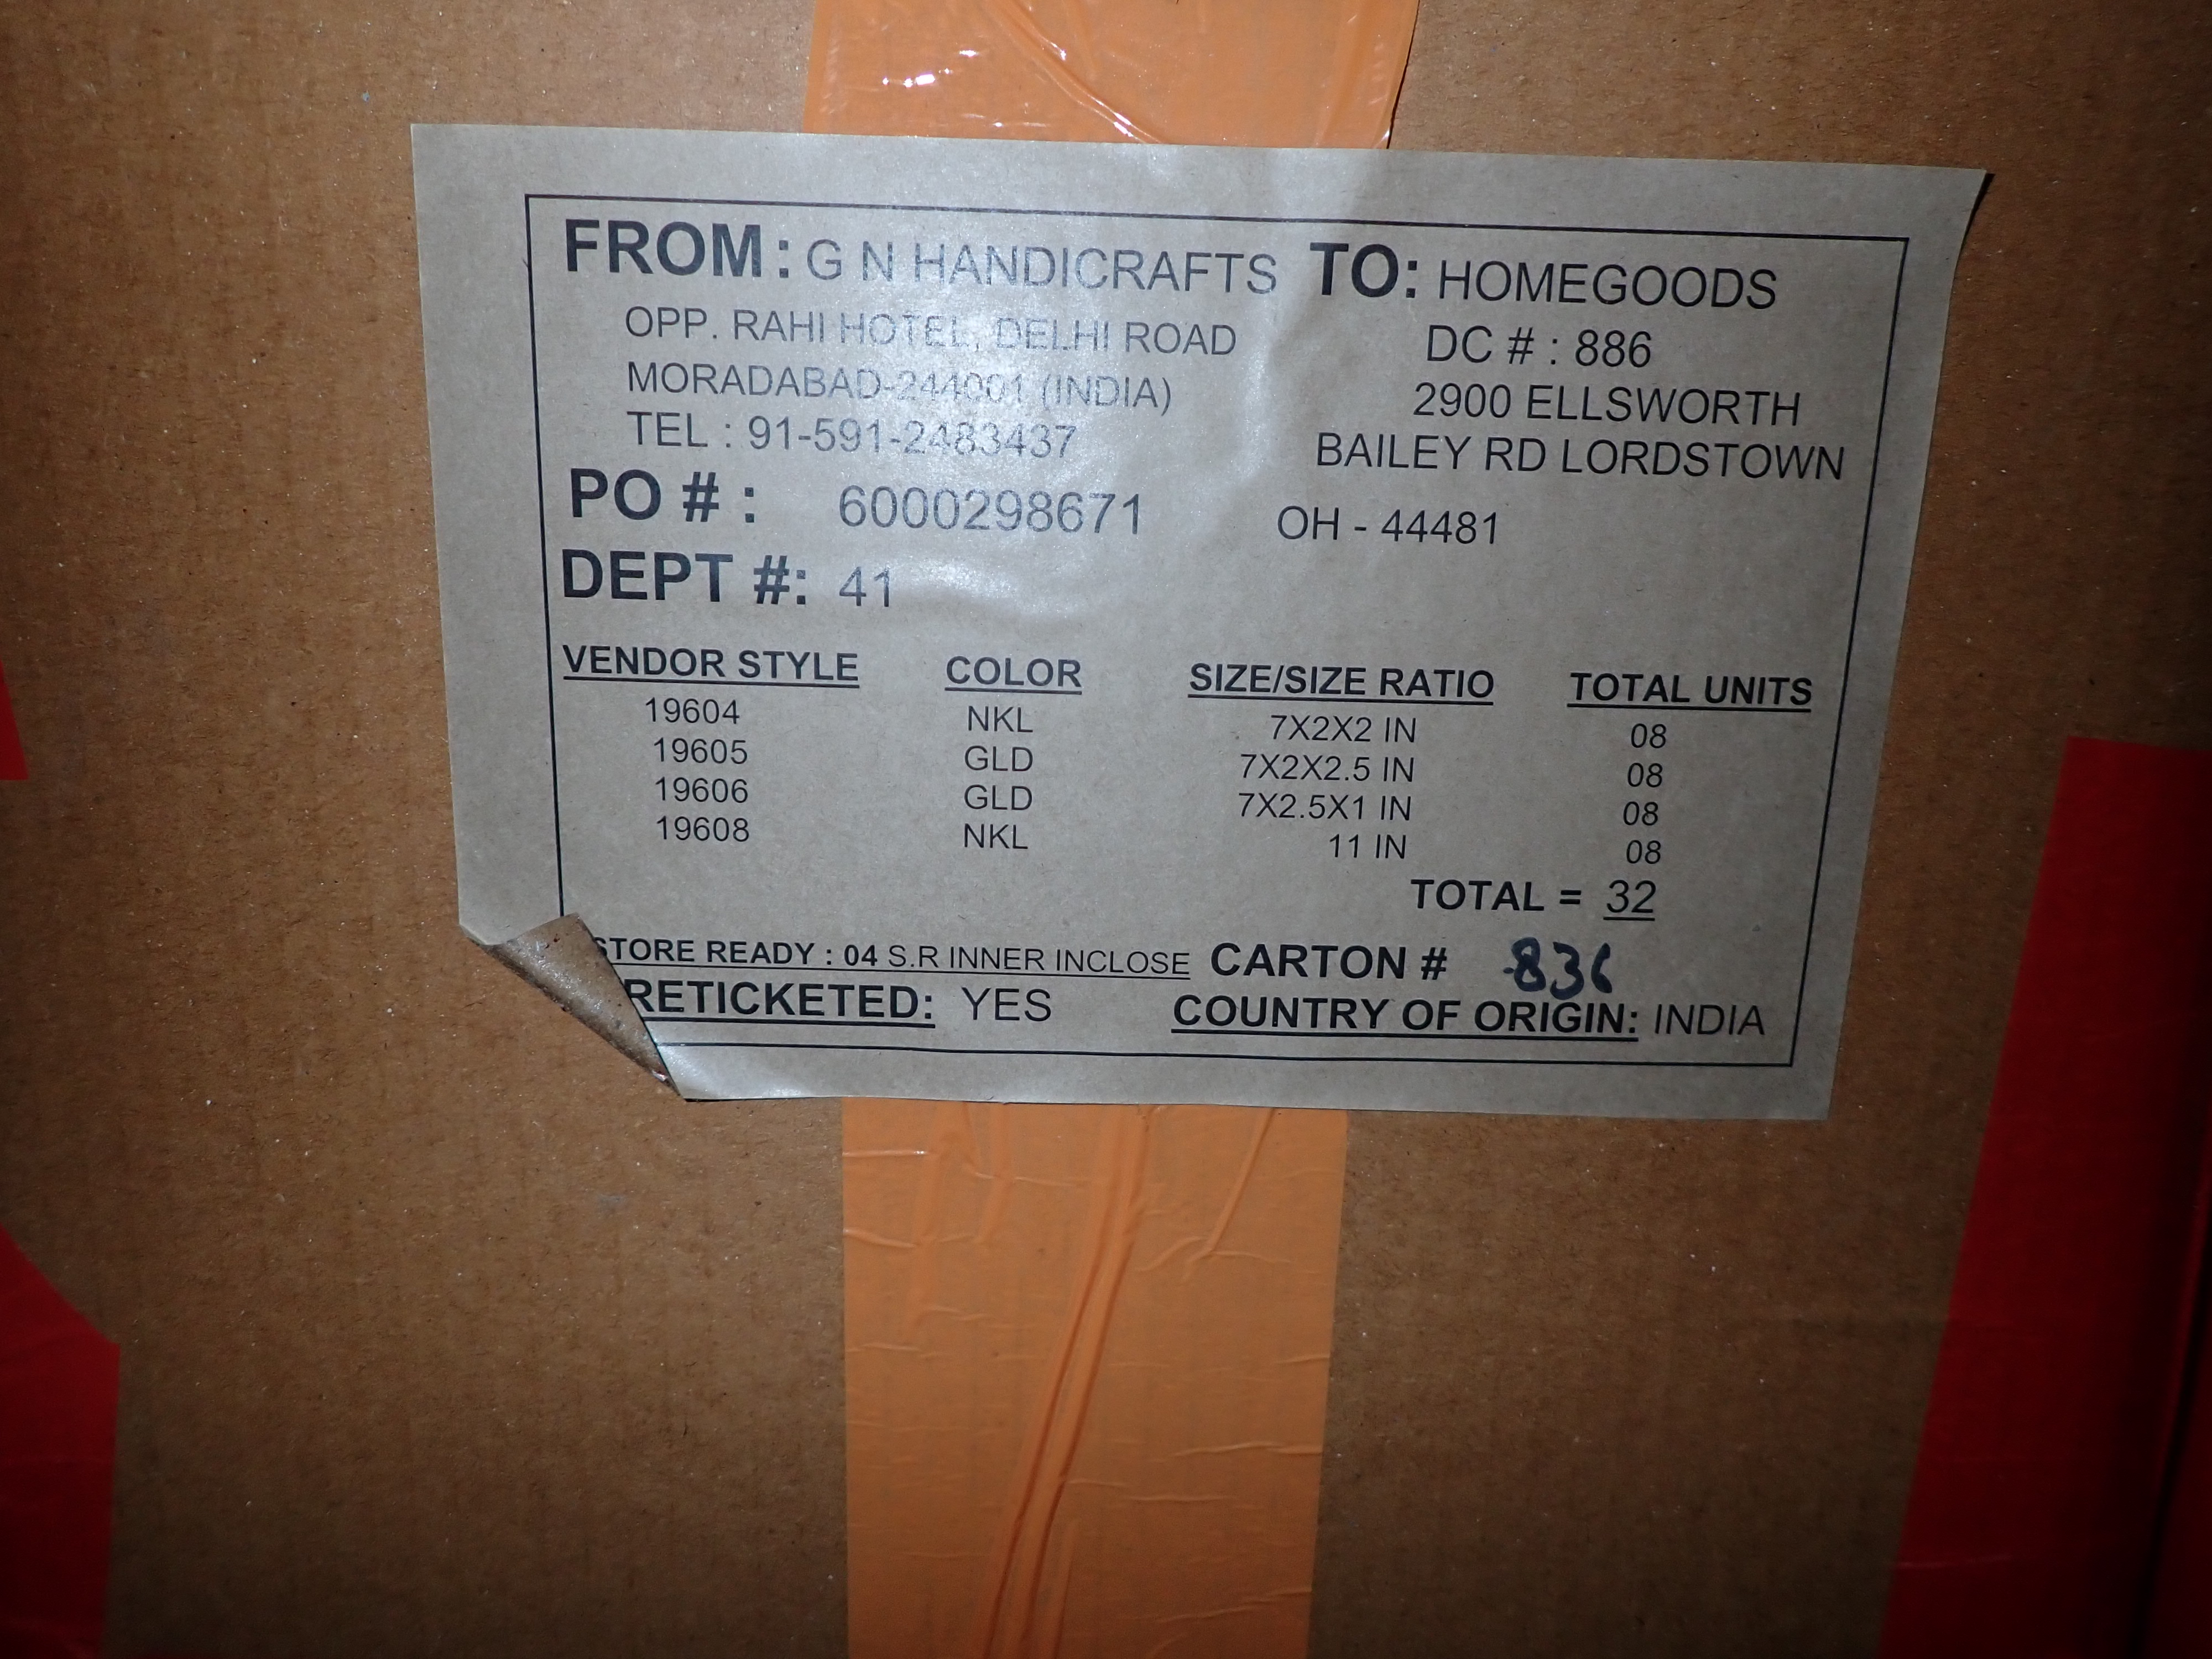 FROM: G N HANDICRAFTS
OPP. RAHI HOTEL, DELHI ROAD
MORADABAD-244001 (INDIA)
TEL : 91-591-2483437
TO: HOMEGOODS
DC # : 886
2900 ELLSWORTH
BAILEY RD LORDSTOWN
OH - 44481
PO # : 6000298671
DEPT #: 41
VENDOR STYLE COLOR SIZE/SIZE RATIO TOTAL UNITS
19604 NKL 7X2X2 IN 08
19605 GLD 7X2X2.5 IN 08
19606 GLD 7X2.5X1 IN 08
19608 NKL 11 IN 08
TOTAL = 32
STORE READY : 04 S.R INNER INCLOSE CARTON # 836
RETICKETED: YES COUNTRY OF ORIGIN: INDIA